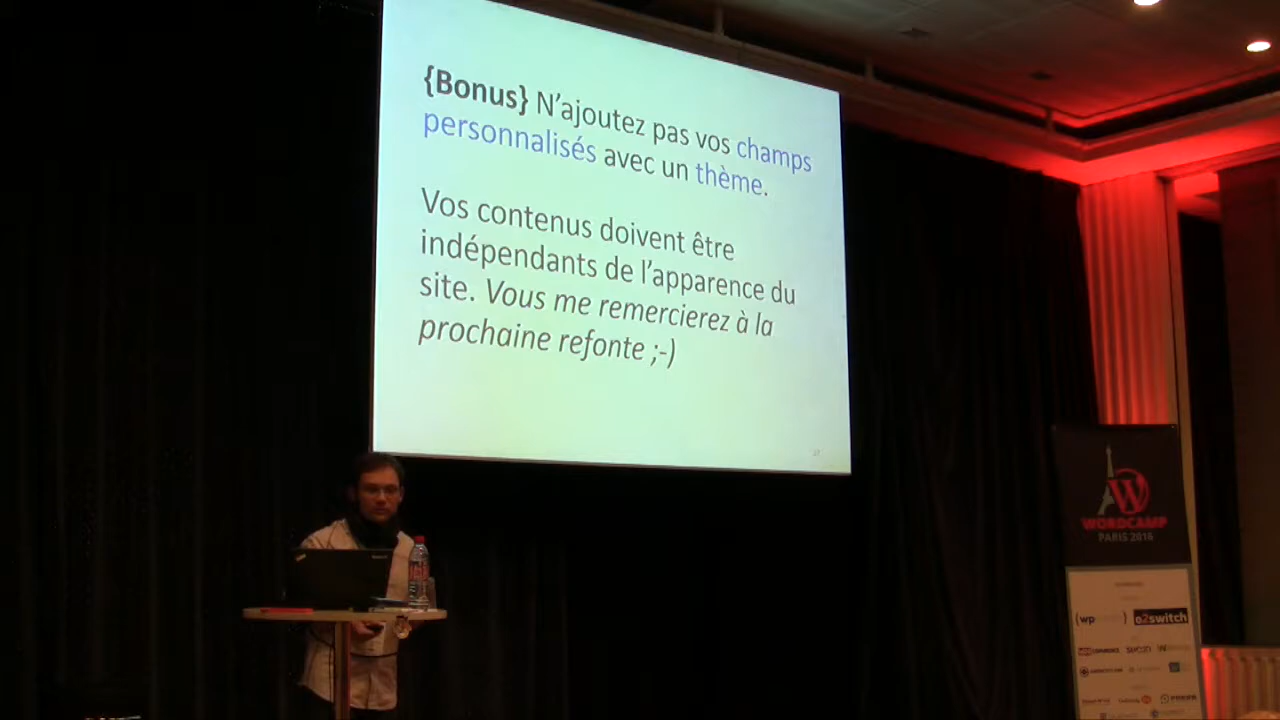 {Bonus} N'ajoutez pas vos champs
personnalisés avec un thème.
Vos contenus doivent être
indépendants de l'apparence du
site. Vous me remercierez à la
prochaine refonte ;-)
WORDCAMP
PARIS 2016
(wp )
o2switch